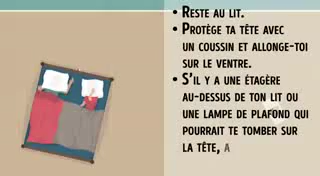 • Reste au lit.
• Protège ta tête avec
un coussin et allonge-toi
sur le ventre.
• S'il y a une étagère
au-dessus de ton lit ou
une lampe de plafond qui
pourrait te tomber sur
la tête, a